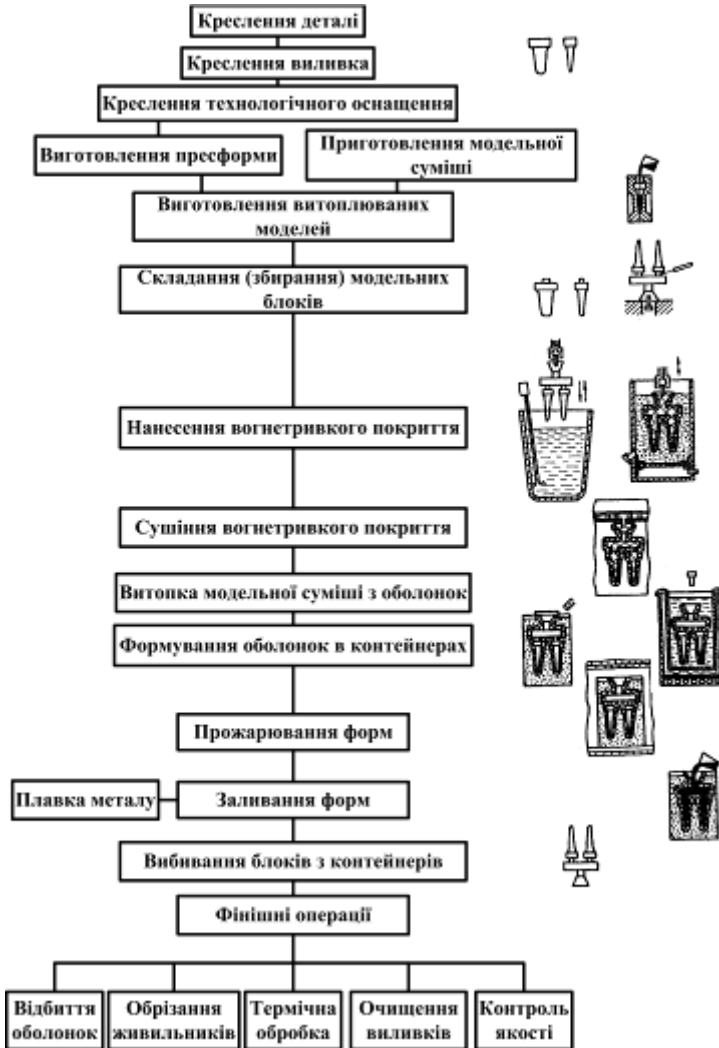 Креслення деталі
Креслення виливка
Креслення технологічного оснащення
Виготовлення пресформи
Приготовлення модельної
суміші
Виготовлення витоплюваних
моделей
Складання (збирання) модельних
блоків
Нанесення вогнетривкого покриття
Сушіння вогнетривкого покриття
Витопка модельної суміші з оболонок
Формування оболонок в контейнерах
Прожарювання форм
Плавка металу
Заливання форм
Вибивання блоків з контейнерів
Фінішні операції
Відбиття
оболонок
Обрізання
живильників
Термічна
обробка
Очищення
виливків
Контроль
якості